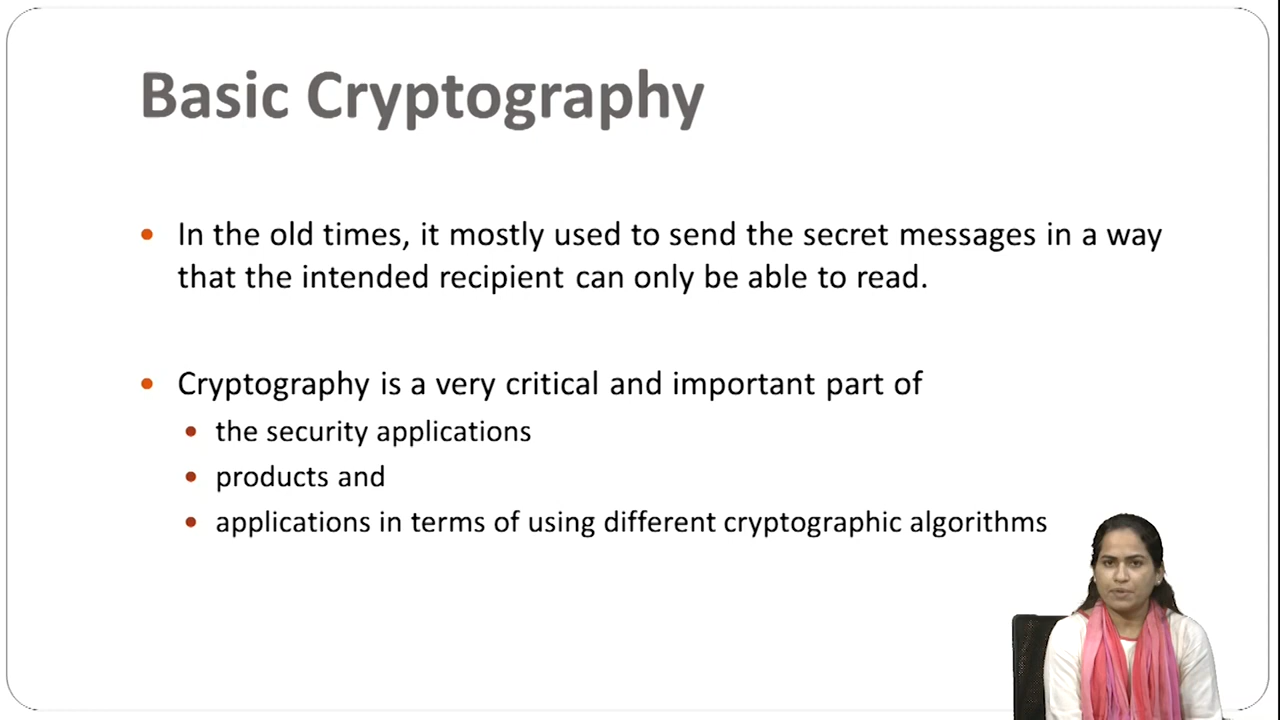 Basic Cryptography
In the old times, it mostly used to send the secret messages in a way
that the intended recipient can only be able to read.
Cryptography is a very critical and important part of
the security applications
products and
applications in terms of using different cryptographic algorithms